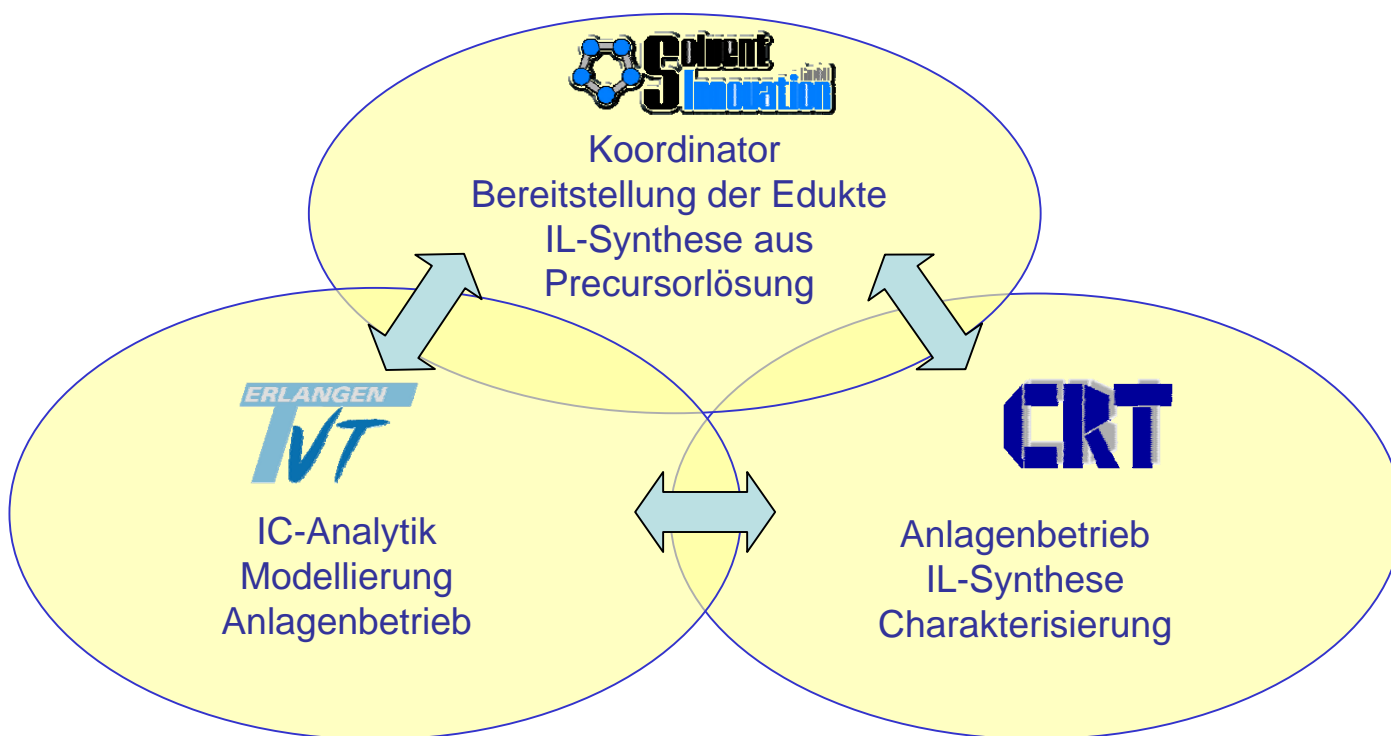 Solvent
Innovation GmbH
Koordinator
Bereitstellung der Edukte
IL-Synthese aus
Precursorlösung
ERLANGEN
TVT
IC-Analytik
Modellierung
Anlagenbetrieb
CRT
Anlagenbetrieb
IL-Synthese
Charakterisierung